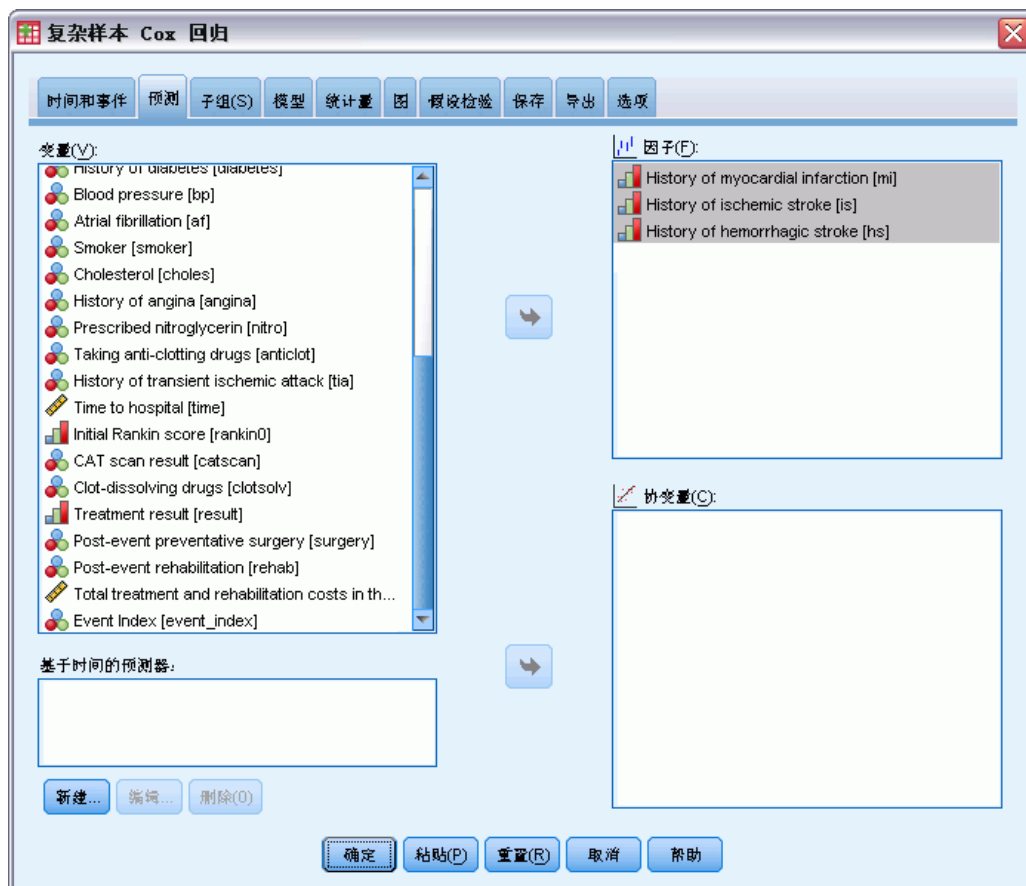 复杂样本 Cox 回归
时间和事件 预测 子组(S) 模型 统计量 图 假设检验 保存 导出 选项
变量(V):
History of diabetes [diabetes]
Blood pressure [bp]
Atrial fibrillation [af]
Smoker [smoker]
Cholesterol [choles]
History of angina [angina]
Prescribed nitroglycerin [nitro]
Taking anti-clotting drugs [anticlot]
History of transient ischemic attack [tia]
Time to hospital [time]
Initial Rankin score [rankin0]
CAT scan result [catscan]
Clot-dissolving drugs [clotsolv]
Treatment result [result]
Post-event preventative surgery [surgery]
Post-event rehabilitation [rehab]
Total treatment and rehabilitation costs in th...
Event Index [event_index]
基于时间的预测器:
新建... 编辑... 删除(0)
因子(F):
History of myocardial infarction [mi]
History of ischemic stroke [is]
History of hemorrhagic stroke [hs]
协变量(C):
确定 粘贴(P) 重置(R) 取消 帮助